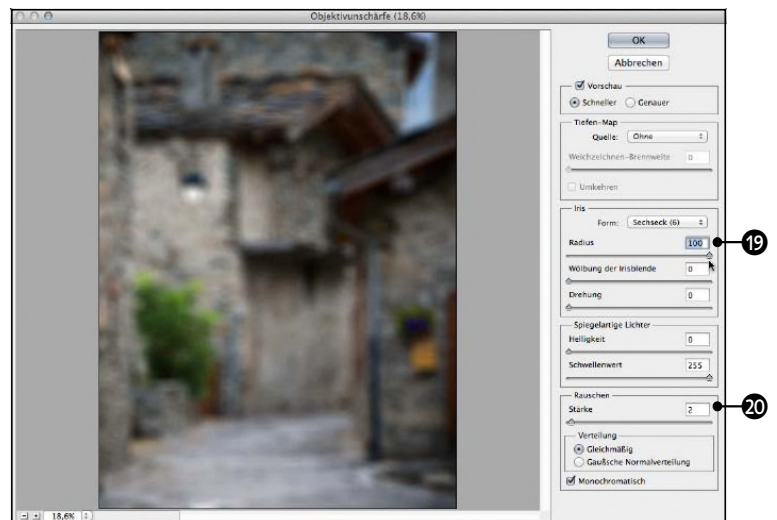 Objektivunschärfe (18,6%)
OK
Abbrechen
Vorschau
Schneller Genauer
Tiefen-Map
Quelle: Ohne
Weichzeichnen-Brennweite 0
Umkehren
Iris
Form: Sechseck (6)
Radius 100 19
Wölbung der Irisblende 0
Drehung 0
Spiegelartige Lichter
Helligkeit 0
Schwellenwert 255
Rauschen
Stärke 2 20
Verteilung
Gleichmäßig
Gaußsche Normalverteilung
Monochromatisch
- + 18,6%